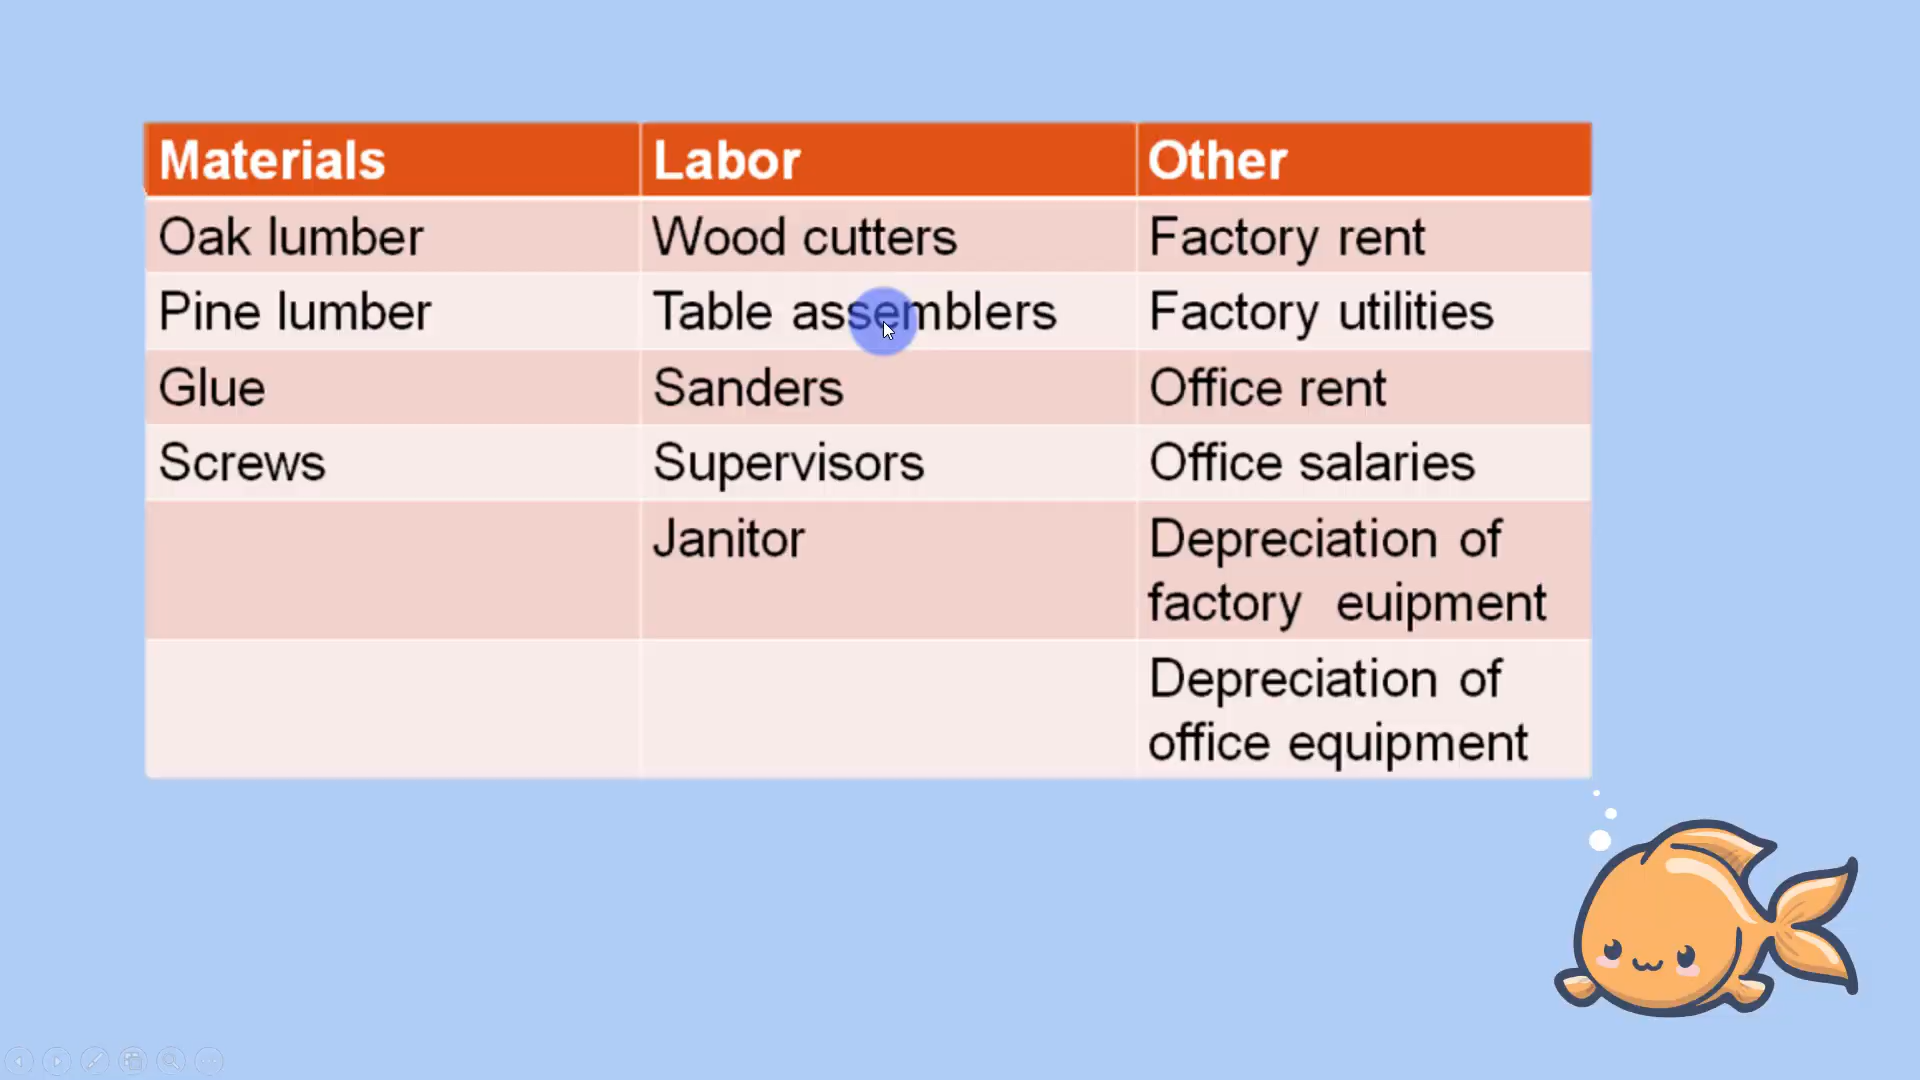 Materials Labor Other
Oak lumber Wood cutters Factory rent
Pine lumber Table assemblers Factory utilities
Glue Sanders Office rent
Screws Supervisors Office salaries
Janitor Depreciation of
factory euipment
Depreciation of
office equipment